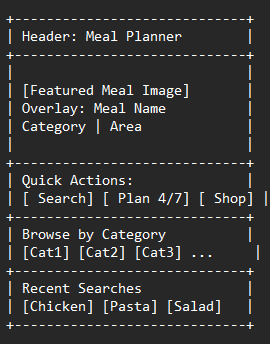 +-----------------------------+
| Header: Meal Planner        |
+-----------------------------+
|                             |
| [Featured Meal Image]       |
| Overlay: Meal Name          |
| Category | Area             |
|                             |
+-----------------------------+
| Quick Actions:              |
| [ Search] [ Plan 4/7] [ Shop] |
+-----------------------------+
| Browse by Category          |
| [Cat1] [Cat2] [Cat3] ...     |
+-----------------------------+
| Recent Searches             |
| [Chicken] [Pasta] [Salad]   |
+-----------------------------+